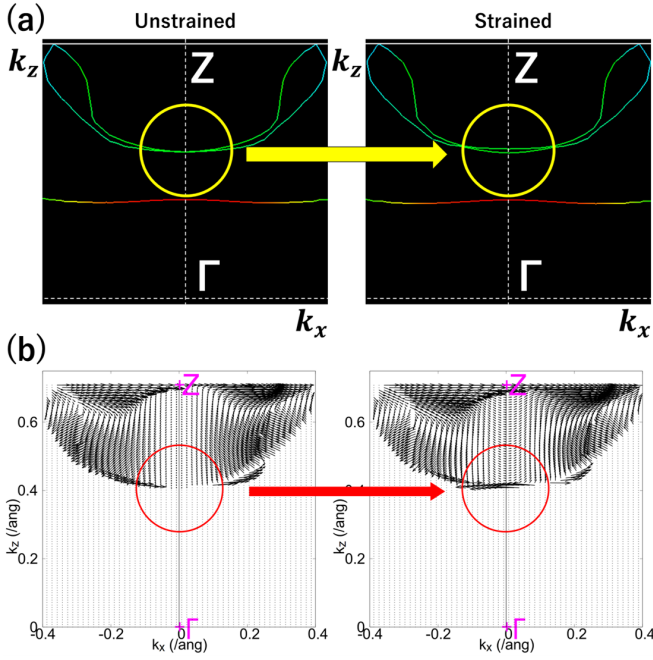 (a)
Unstrained
Strained
k_z
Z
k_z
Z
Γ
Γ
k_x
k_x
(b)
Z
Z
0.6
0.6
0.4
0.4
k_z (/ang)
k_z (/ang)
0.2
0.2
0
Γ
0
Γ
-0.4
-0.2
0
0.2
0.4
-0.4
-0.2
0
0.2
0.4
k_x (/ang)
k_x (/ang)